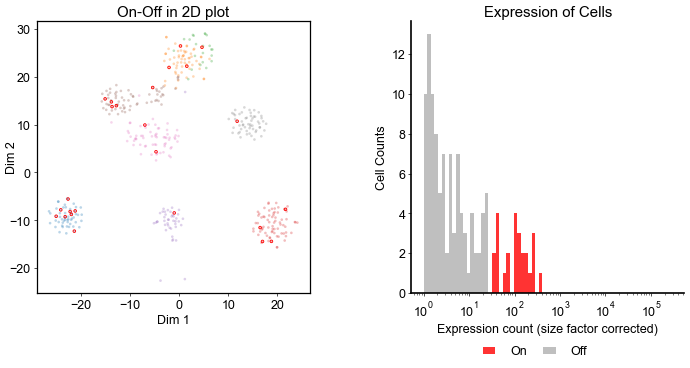 On-Off in 2D plot
30
20
10
0
−10
−20
Dim 2
−20 −10 0 10 20
Dim 1
Expression of Cells
12
10
8
6
4
2
0
Cell Counts
10⁰ 10¹ 10² 10³ 10⁴ 10⁵
Expression count (size factor corrected)
On Off